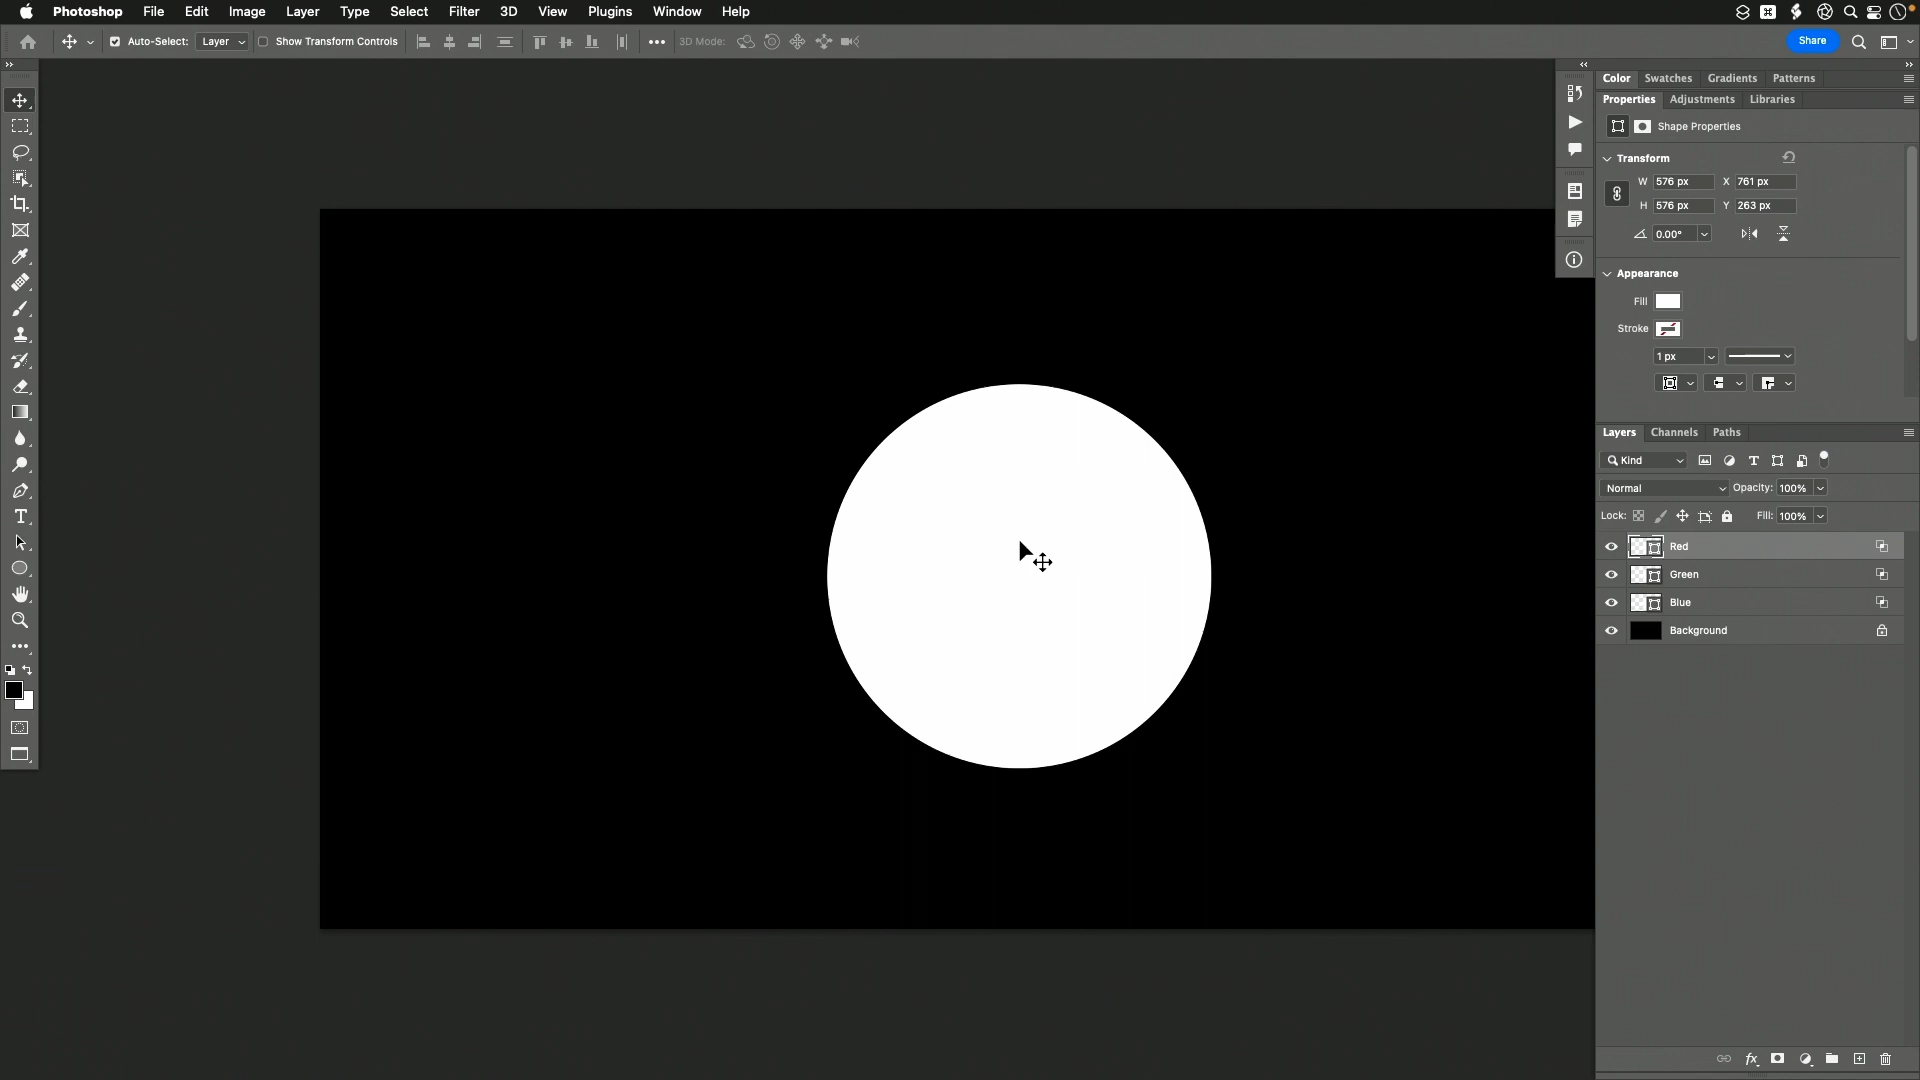 Photoshop File Edit Image Layer Type Select Filter 3D View Plugins Window Help
Auto-Select: Layer Show Transform Controls 3D Mode: Share
Color Swatches Gradients Patterns
Properties Adjustments Libraries
Shape Properties
Transform
W 576 px X 761 px
H 576 px Y 263 px
0.00°
Appearance
Fill
Stroke
1 px
Layers Channels Paths
Kind
Normal Opacity: 100%
Lock: Fill: 100%
Red
Green
Blue
Background